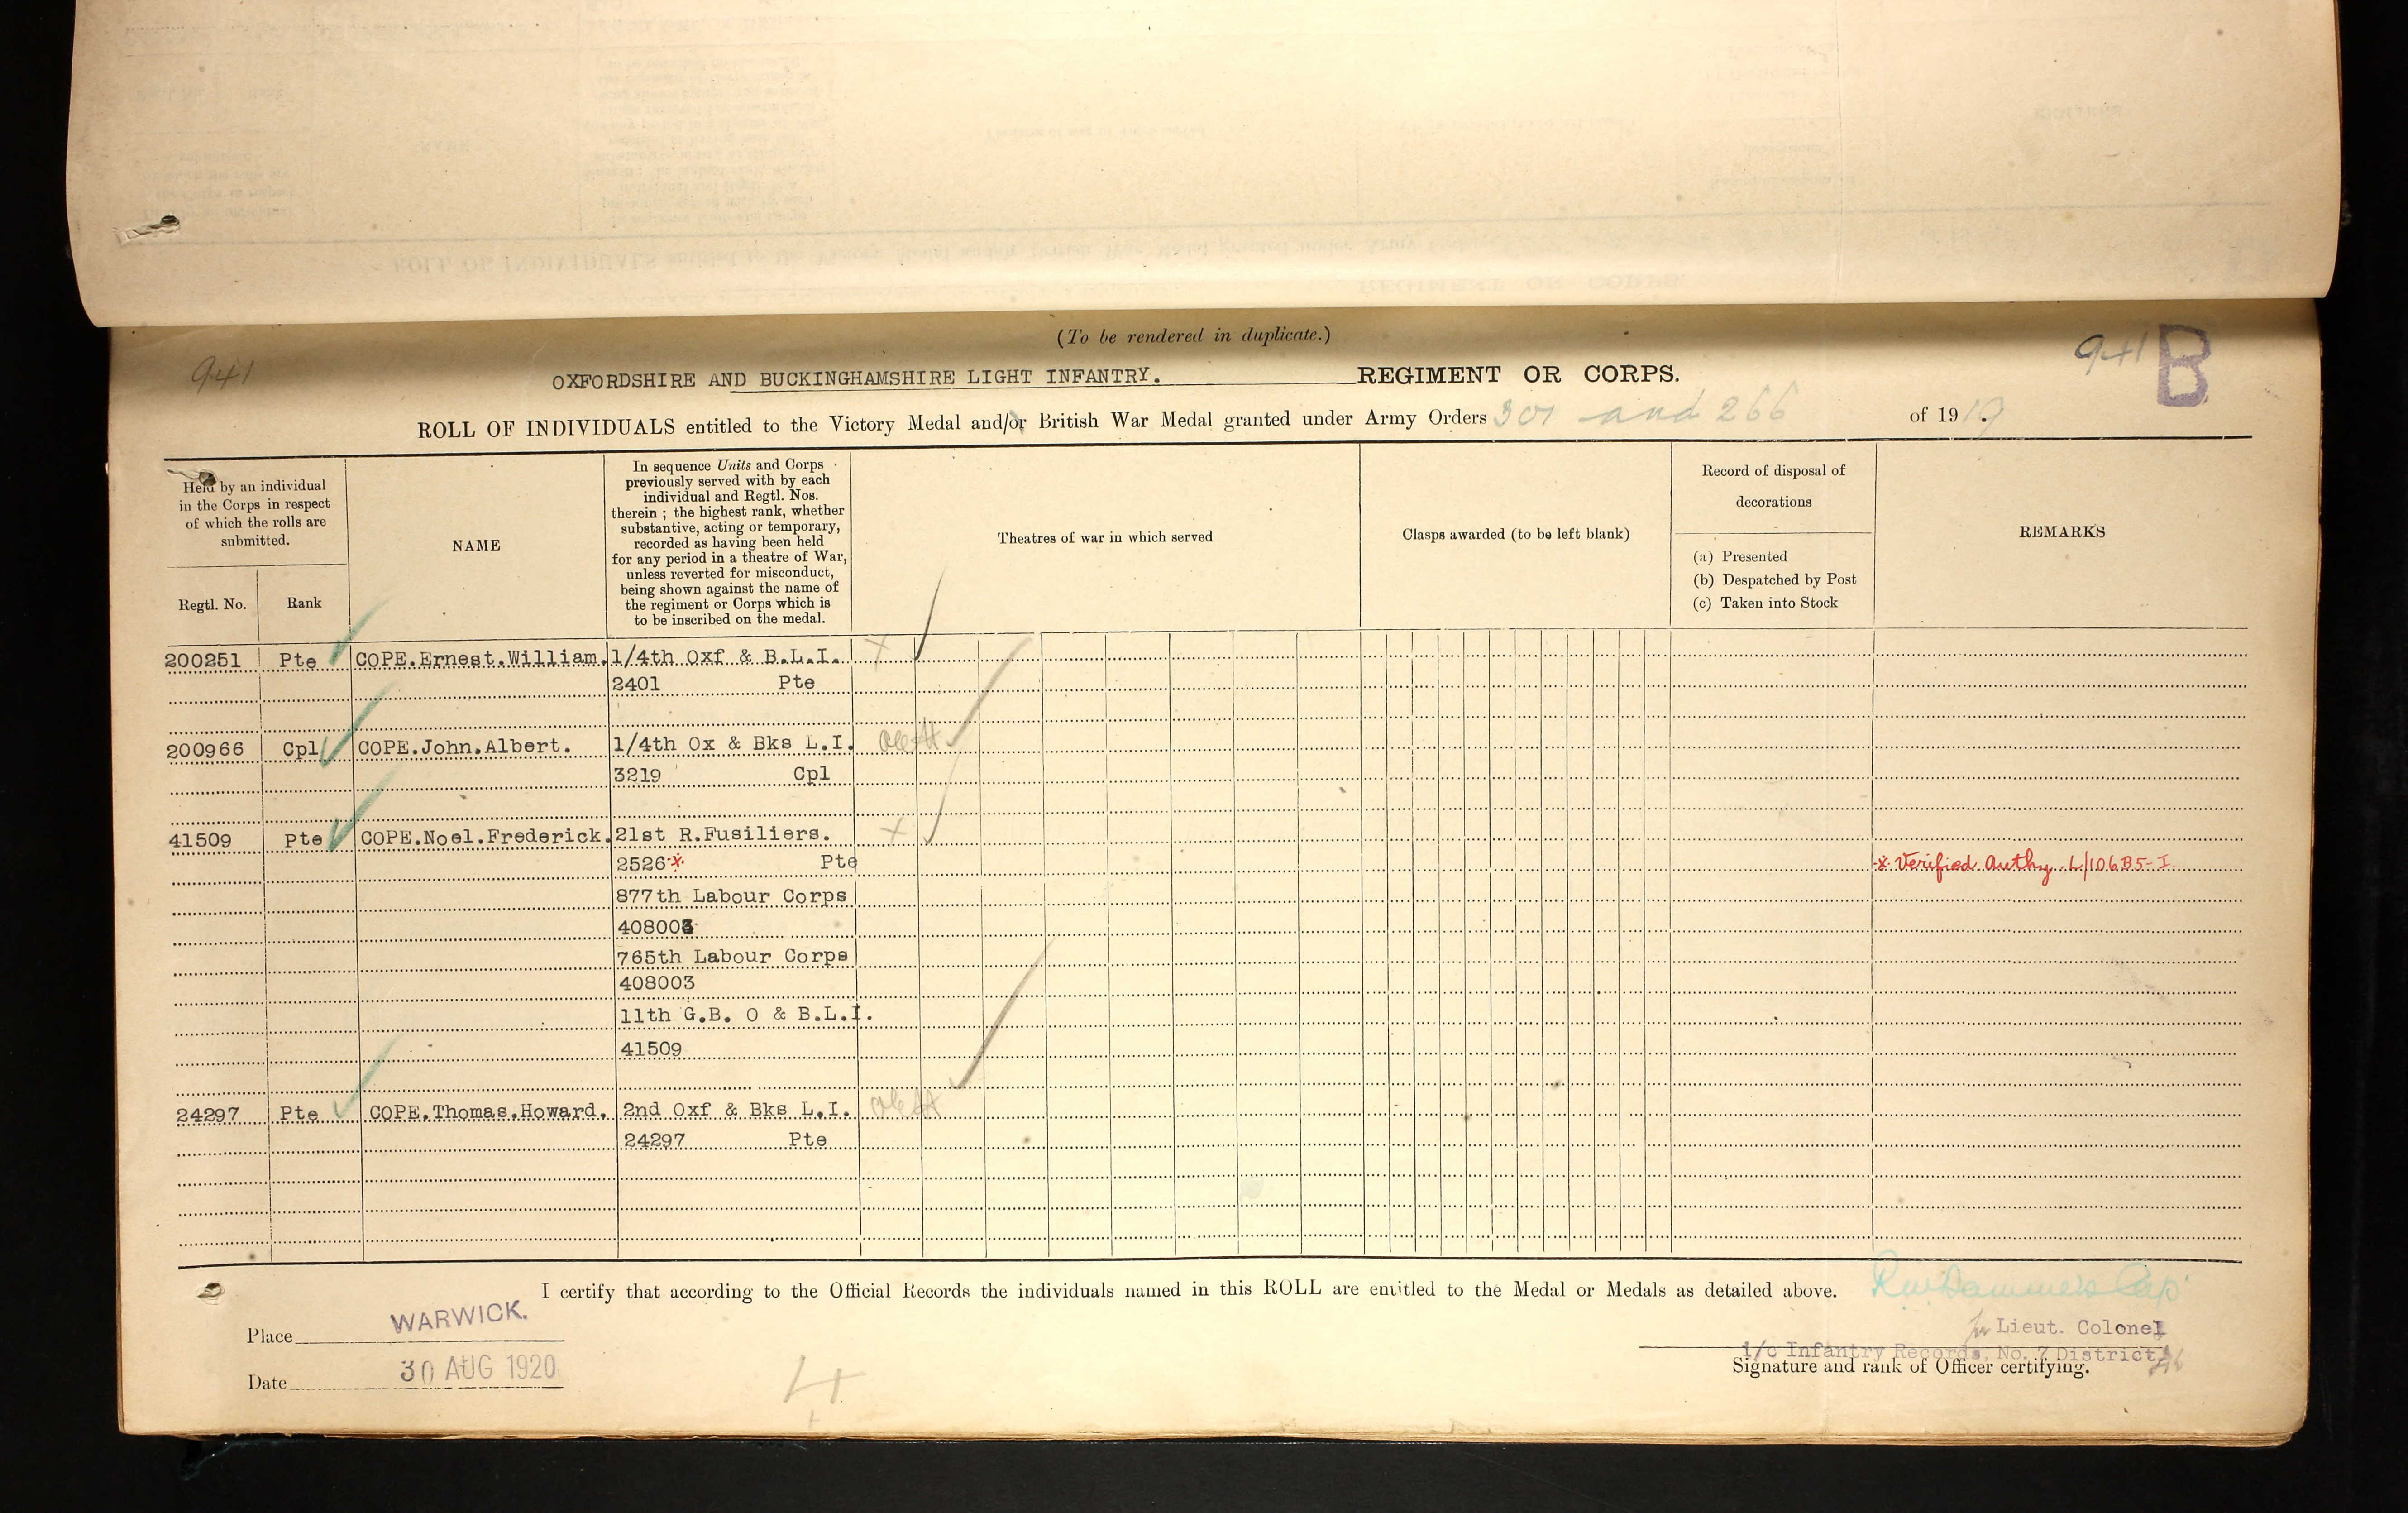 (To be rendered in duplicate.)
941
941 B
OXFORDSHIRE AND BUCKINGHAMSHIRE LIGHT INFANTRY. REGIMENT OR CORPS.
ROLL OF INDIVIDUALS entitled to the Victory Medal and/or British War Medal granted under Army Orders 301 and 266 of 1919.
Held by an individual
in the Corps in respect
of which the rolls are
submitted.
Regtl. No.
Rank
NAME
In sequence Units and Corps
previously served with by each
individual and Regtl. Nos.
therein ; the highest rank, whether
substantive, acting or temporary,
recorded as having been held
for any period in a theatre of War,
unless reverted for misconduct,
being shown against the name of
the regiment or Corps which is
to be inscribed on the medal.
Theatres of war in which served
Clasps awarded (to be left blank)
Record of disposal of
decorations
(a) Presented
(b) Despatched by Post
(c) Taken into Stock
REMARKS
200251 Pte COPE.Ernest.William. 1/4th Oxf & B.L.I. +
2401 Pte
200966 Cpl COPE.John.Albert. 1/4th Ox & Bks L.I.
3219 Cpl
41509 Pte COPE.Noel.Frederick. 21st R.Fusiliers. +
2526 x Pte x Verified Authy. L/106B5-I
877th Labour Corps
408003
765th Labour Corps
408003
11th G.B. O & B.L.I.
41509
24297 Pte COPE.Thomas.Howard. 2nd Oxf & Bks L.I.
24297 Pte
I certify that according to the Official Records the individuals named in this ROLL are entitled to the Medal or Medals as detailed above.
Place WARWICK.
for Lieut. Colonel
i/c Infantry Records, No. 7 District
Date 30 AUG 1920
Signature and rank of Officer certifying.
4